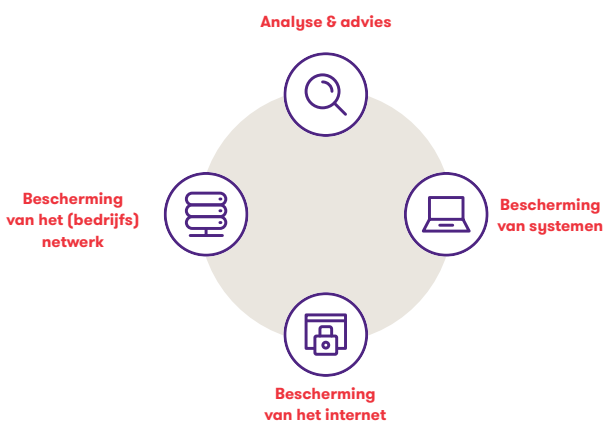 Analyse & advies
Bescherming
van het (bedrijfs)
netwerk
Bescherming
van systemen
Bescherming
van het internet